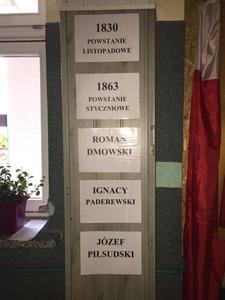 1830
POWSTANIE
LISTOPADOWE
1863
POWSTANIE
STYCZNIOWE
ROMAN
DMOWSKI
IGNACY
PADEREWSKI
JÓZEF
PIŁSUDSKI